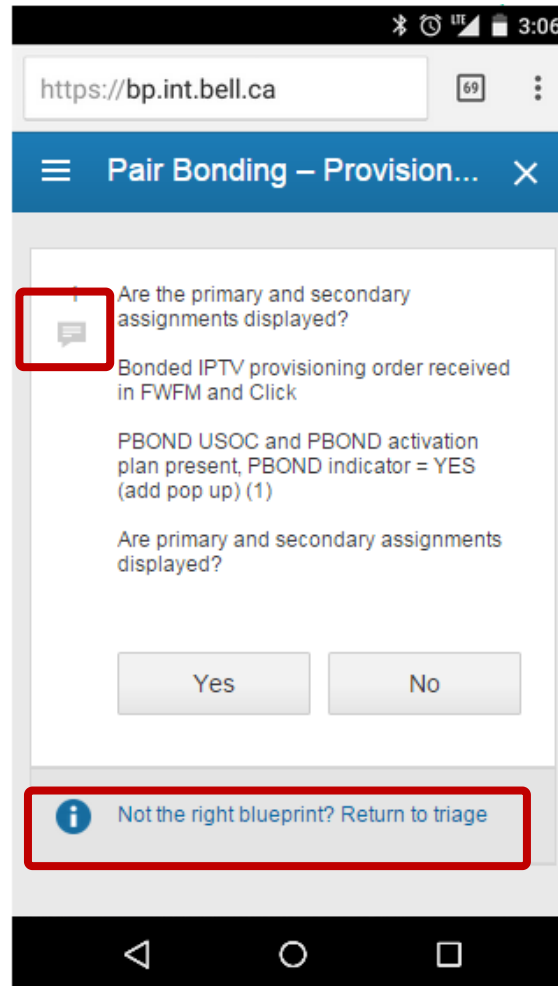 LTE 3:06
https://bp.int.bell.ca 69
Pair Bonding – Provision...
Are the primary and secondary
assignments displayed?
Bonded IPTV provisioning order received
in FWFM and Click
PBOND USOC and PBOND activation
plan present, PBOND indicator = YES
(add pop up) (1)
Are primary and secondary assignments
displayed?
Yes No
Not the right blueprint? Return to triage